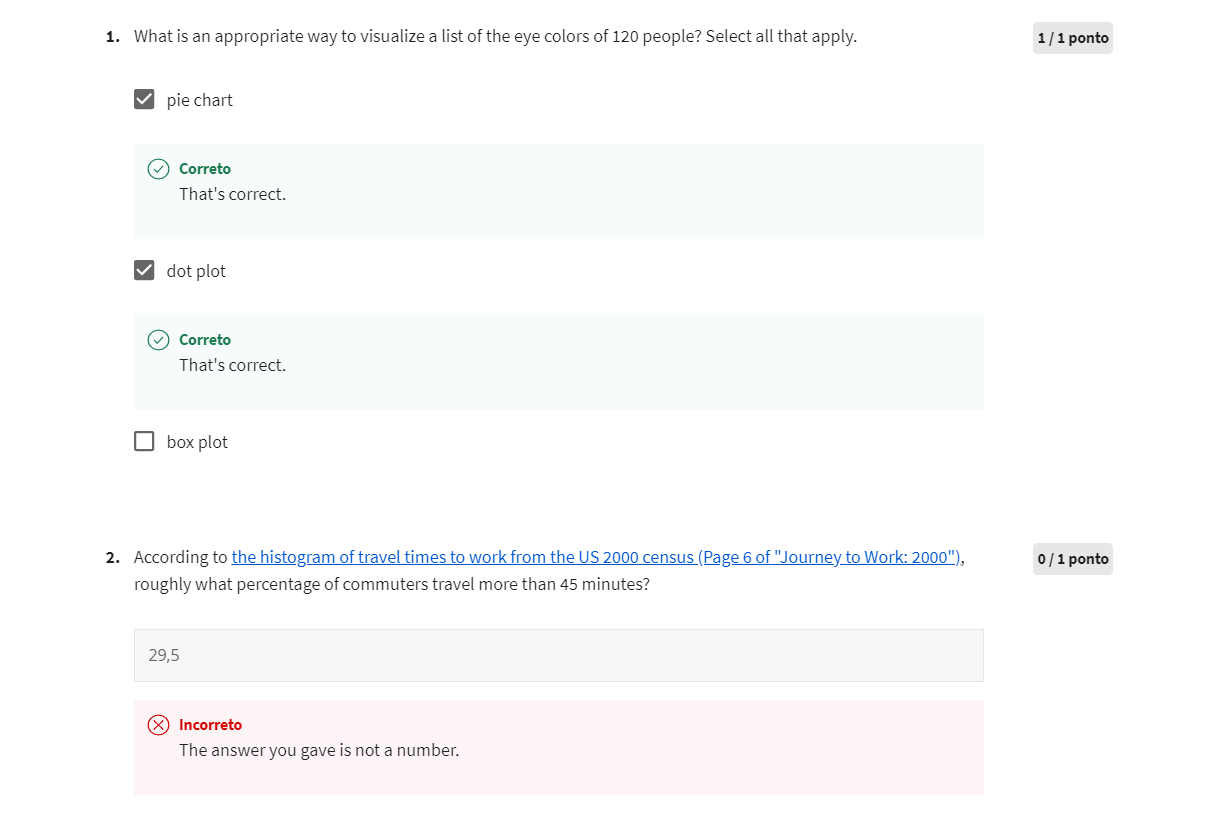 1. What is an appropriate way to visualize a list of the eye colors of 120 people? Select all that apply.
1 / 1 ponto
pie chart
Correto
That's correct.
dot plot
Correto
That's correct.
box plot
2. According to the histogram of travel times to work from the US 2000 census (Page 6 of "Journey to Work: 2000"),
roughly what percentage of commuters travel more than 45 minutes?
0 / 1 ponto
29,5
Incorreto
The answer you gave is not a number.